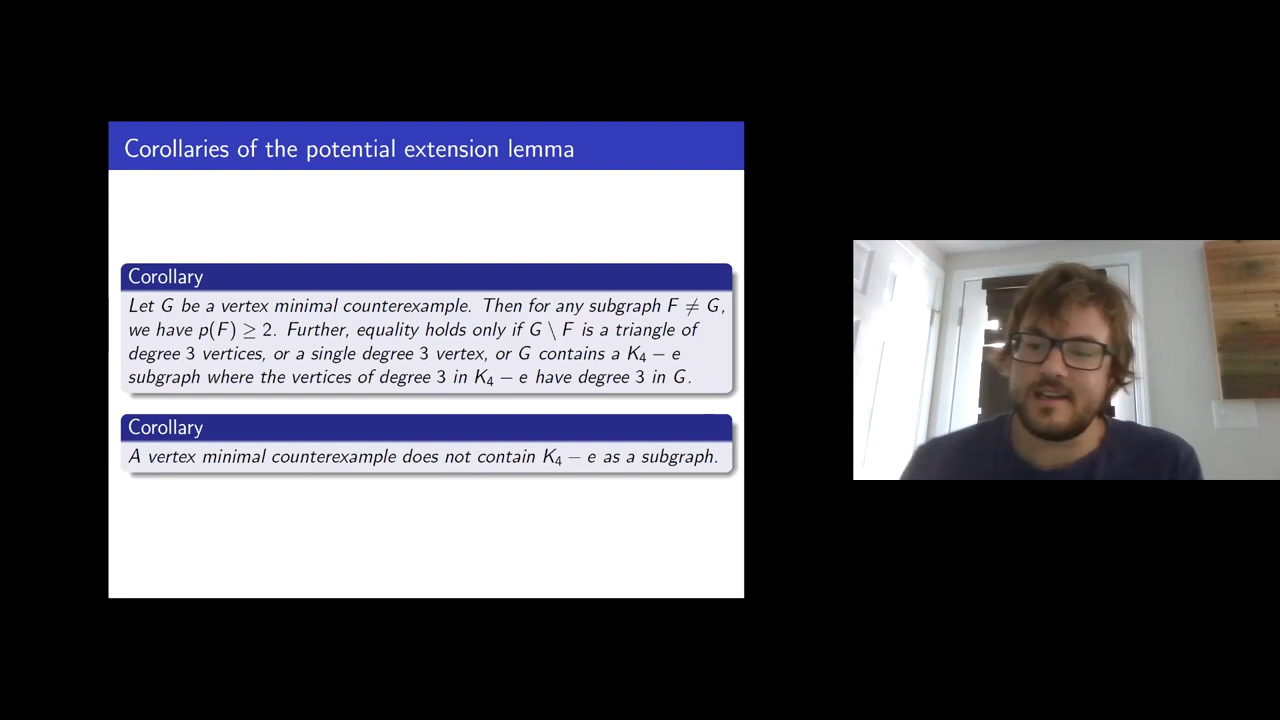 Corollaries of the potential extension lemma
Corollary
Let G be a vertex minimal counterexample. Then for any subgraph F ≠ G,
we have p(F) ≥ 2. Further, equality holds only if G \ F is a triangle of
degree 3 vertices, or a single degree 3 vertex, or G contains a K₄ − e
subgraph where the vertices of degree 3 in K₄ − e have degree 3 in G.
Corollary
A vertex minimal counterexample does not contain K₄ − e as a subgraph.